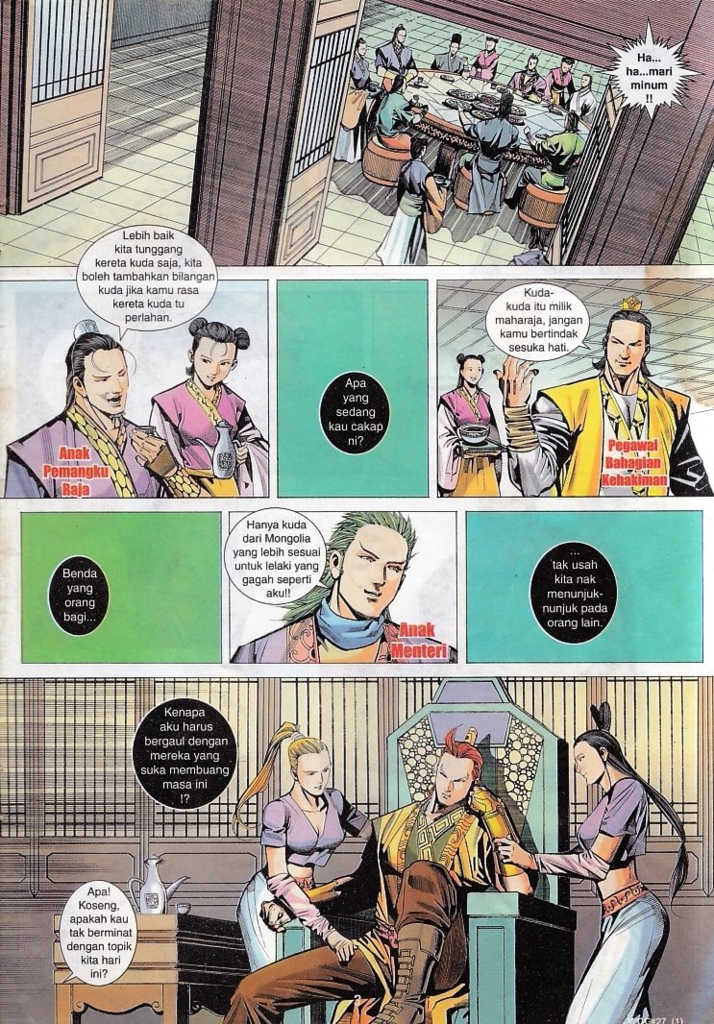 Ha...
ha...mari
minum
!!
Lebih baik
kita tunggang
kereta kuda saja, kita
boleh tambahkan bilangan
kuda jika kamu rasa
kereta kuda tu
perlahan.
Anak
Pemangku
Raja
Apa
yang
sedang
kau cakap
ni?
Kuda-
kuda itu milik
maharaja, jangan
kamu bertindak
sesuka hati.
Pegawai
Bahagian
Kehakiman
Benda
yang
orang
bagi...
Hanya kuda
dari Mongolia
yang lebih sesuai
untuk lelaki yang
gagah seperti
aku!!
Anak
Menteri
...
tak usah
kita nak
menunjuk-
nunjuk pada
orang lain.
Kenapa
aku harus
bergaul dengan
mereka yang
suka membuang
masa ini
!?
Apa!
Koseng,
apakah kau
tak berminat
dengan topik
kita hari
ini?
2